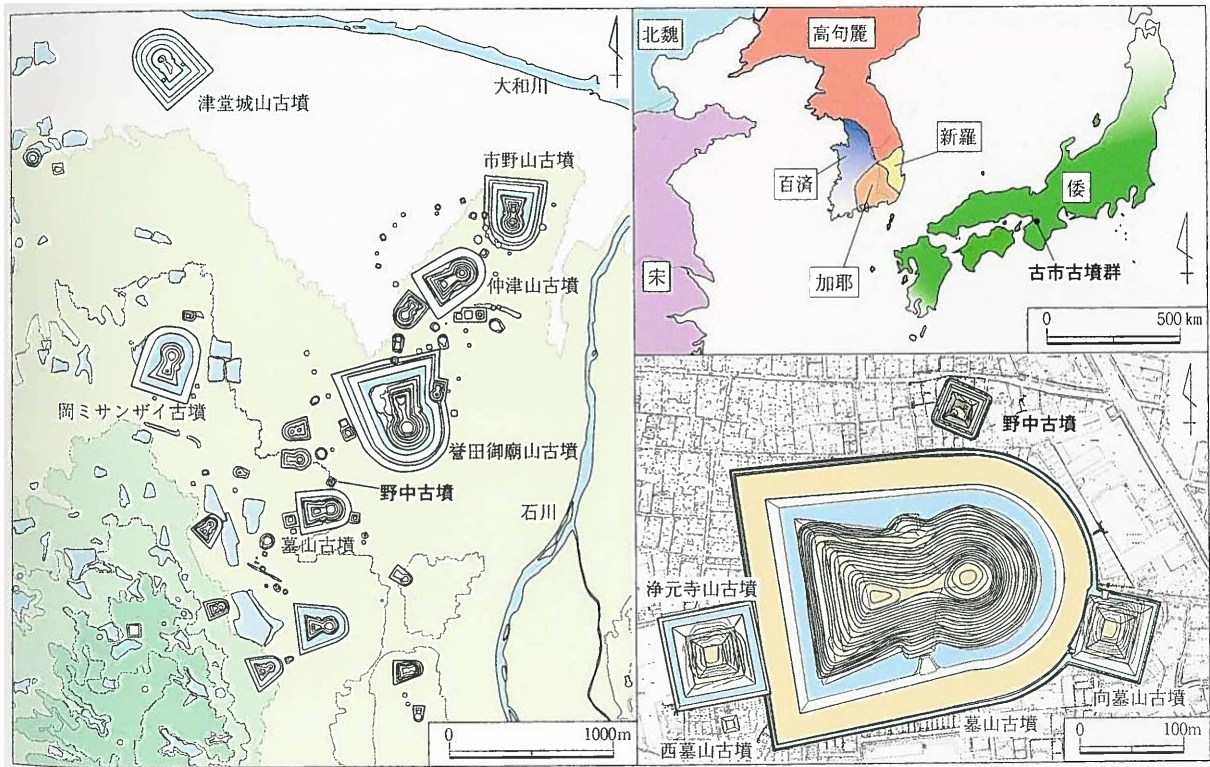 津堂城山古墳
大和川
市野山古墳
仲津山古墳
岡ミサンザイ古墳
誉田御廟山古墳
野中古墳
石川
墓山古墳
0 1000m
北魏
高句麗
新羅
百済
倭
加耶
宋
古市古墳群
0 500km
野中古墳
浄元寺山古墳
向墓山古墳
墓山古墳
西墓山古墳
0 100m